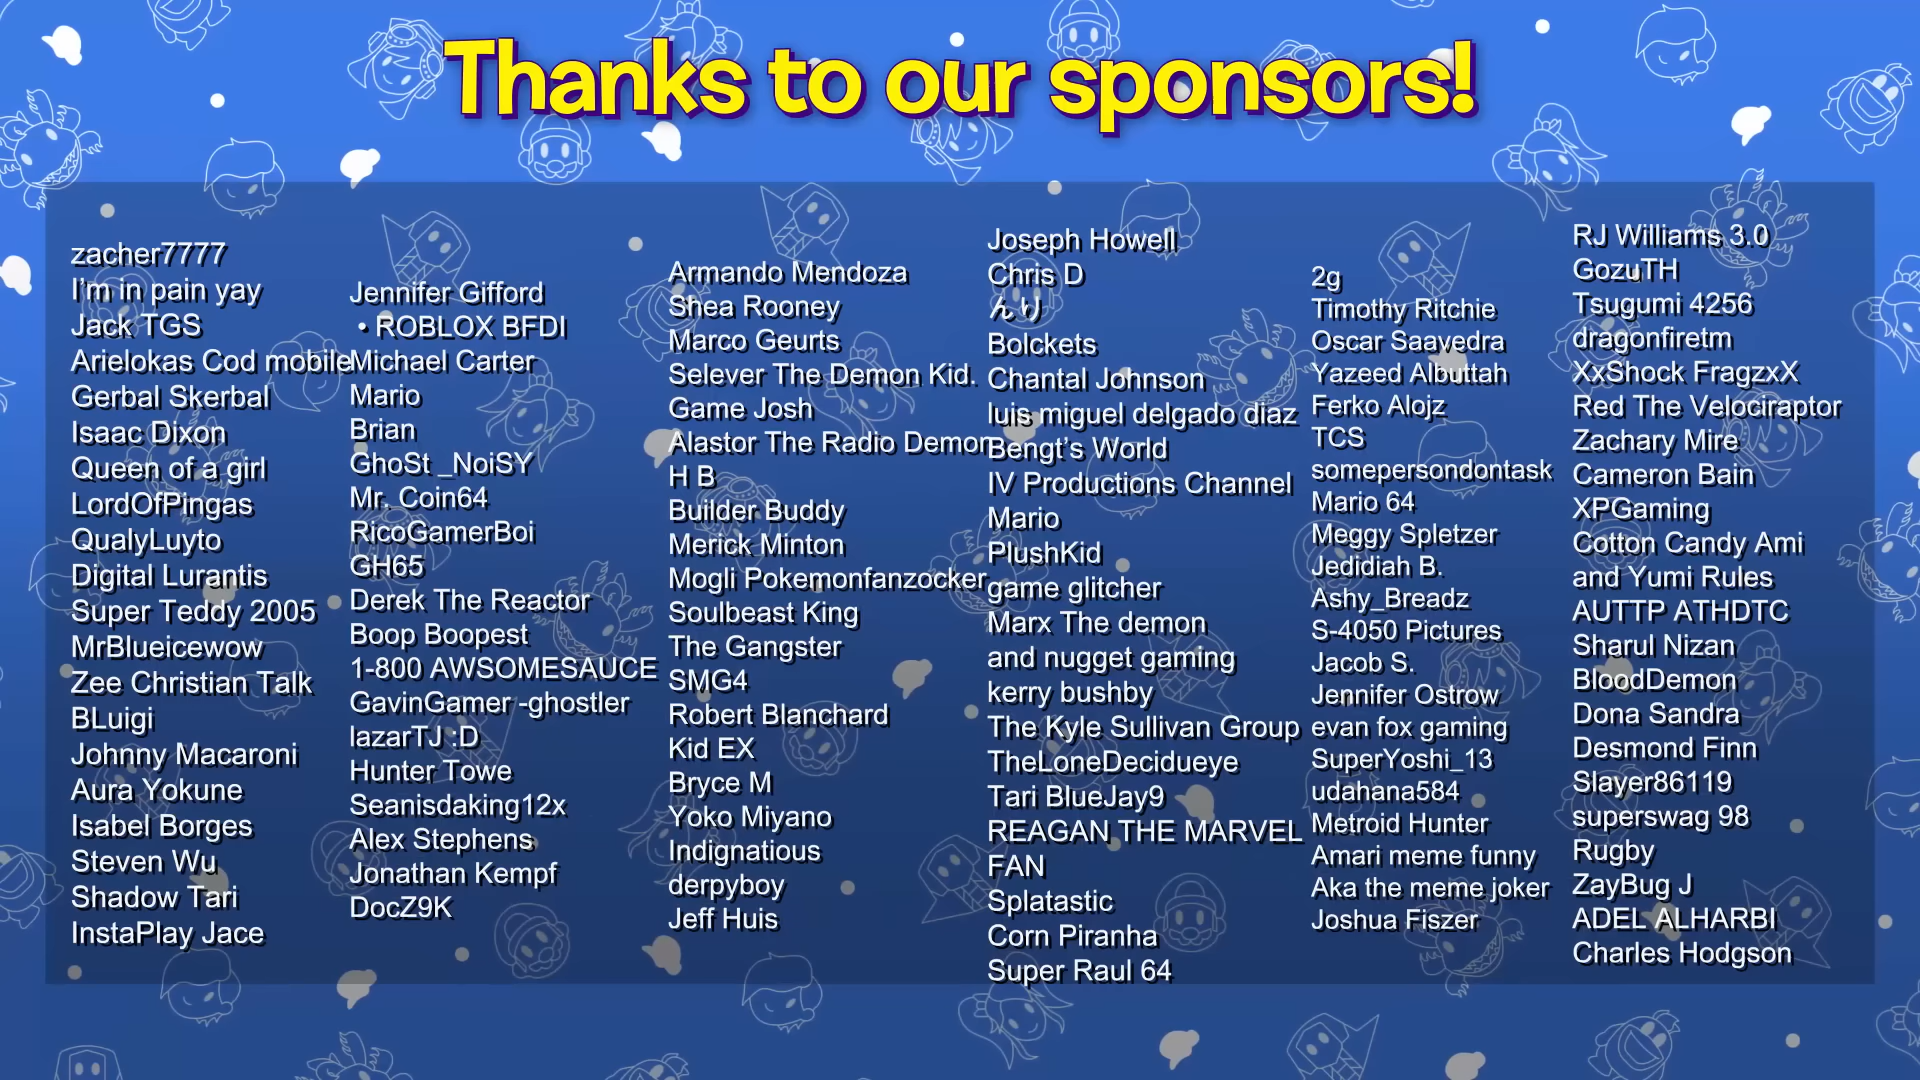 Thanks to our sponsors!
zacher7777
I'm in pain yay
Jack TGS
Arielokas Cod mobile
Gerbal Skerbal
Isaac Dixon
Queen of a girl
LordOfPingas
QualyLuyto
Digital Lurantis
Super Teddy 2005
MrBlueicewow
Zee Christian Talk
BLuigi
Johnny Macaroni
Aura Yokune
Isabel Borges
Steven Wu
Shadow Tari
InstaPlay Jace
Jennifer Gifford
• ROBLOX BFDI
Michael Carter
Mario
Brian
GhoSt _NoiSY
Mr. Coin64
RicoGamerBoi
GH65
Derek The Reactor
Boop Boopest
1-800 AWSOMESAUCE
GavinGamer -ghostler
lazarTJ :D
Hunter Towe
Seanisdaking12x
Alex Stephens
Jonathan Kempf
DocZ9K
Armando Mendoza
Shea Rooney
Marco Geurts
Selever The Demon Kid.
Game Josh
Alastor The Radio Demon
H B
Builder Buddy
Merick Minton
Mogli Pokemonfanzocker
Soulbeast King
The Gangster
SMG4
Robert Blanchard
Kid EX
Bryce M
Yoko Miyano
Indignatious
derpyboy
Jeff Huis
Joseph Howell
Chris D
んり
Bolckets
Chantal Johnson
luis miguel delgado diaz
Bengt's World
IV Productions Channel
Mario
PlushKid
game glitcher
Marx The demon
and nugget gaming
kerry bushby
The Kyle Sullivan Group
TheLoneDecidueye
Tari BlueJay9
REAGAN THE MARVEL
FAN
Splatastic
Corn Piranha
Super Raul 64
2g
Timothy Ritchie
Oscar Saavedra
Yazeed Albuttah
Ferko Alojz
TCS
somepersondontask
Mario 64
Meggy Spletzer
Jedidiah B.
Ashy_Breadz
S-4050 Pictures
Jacob S.
Jennifer Ostrow
evan fox gaming
SuperYoshi_13
udahana584
Metroid Hunter
Amari meme funny
Aka the meme joker
Joshua Fiszer
RJ Williams 3.0
GozuTH
Tsugumi 4256
dragonfiretm
XxShock FragzxX
Red The Velociraptor
Zachary Mire
Cameron Bain
XPGaming
Cotton Candy Ami
and Yumi Rules
AUTTP ATHDTC
Sharul Nizan
BloodDemon
Dona Sandra
Desmond Finn
Slayer86119
superswag 98
Rugby
ZayBug J
ADEL ALHARBI
Charles Hodgson